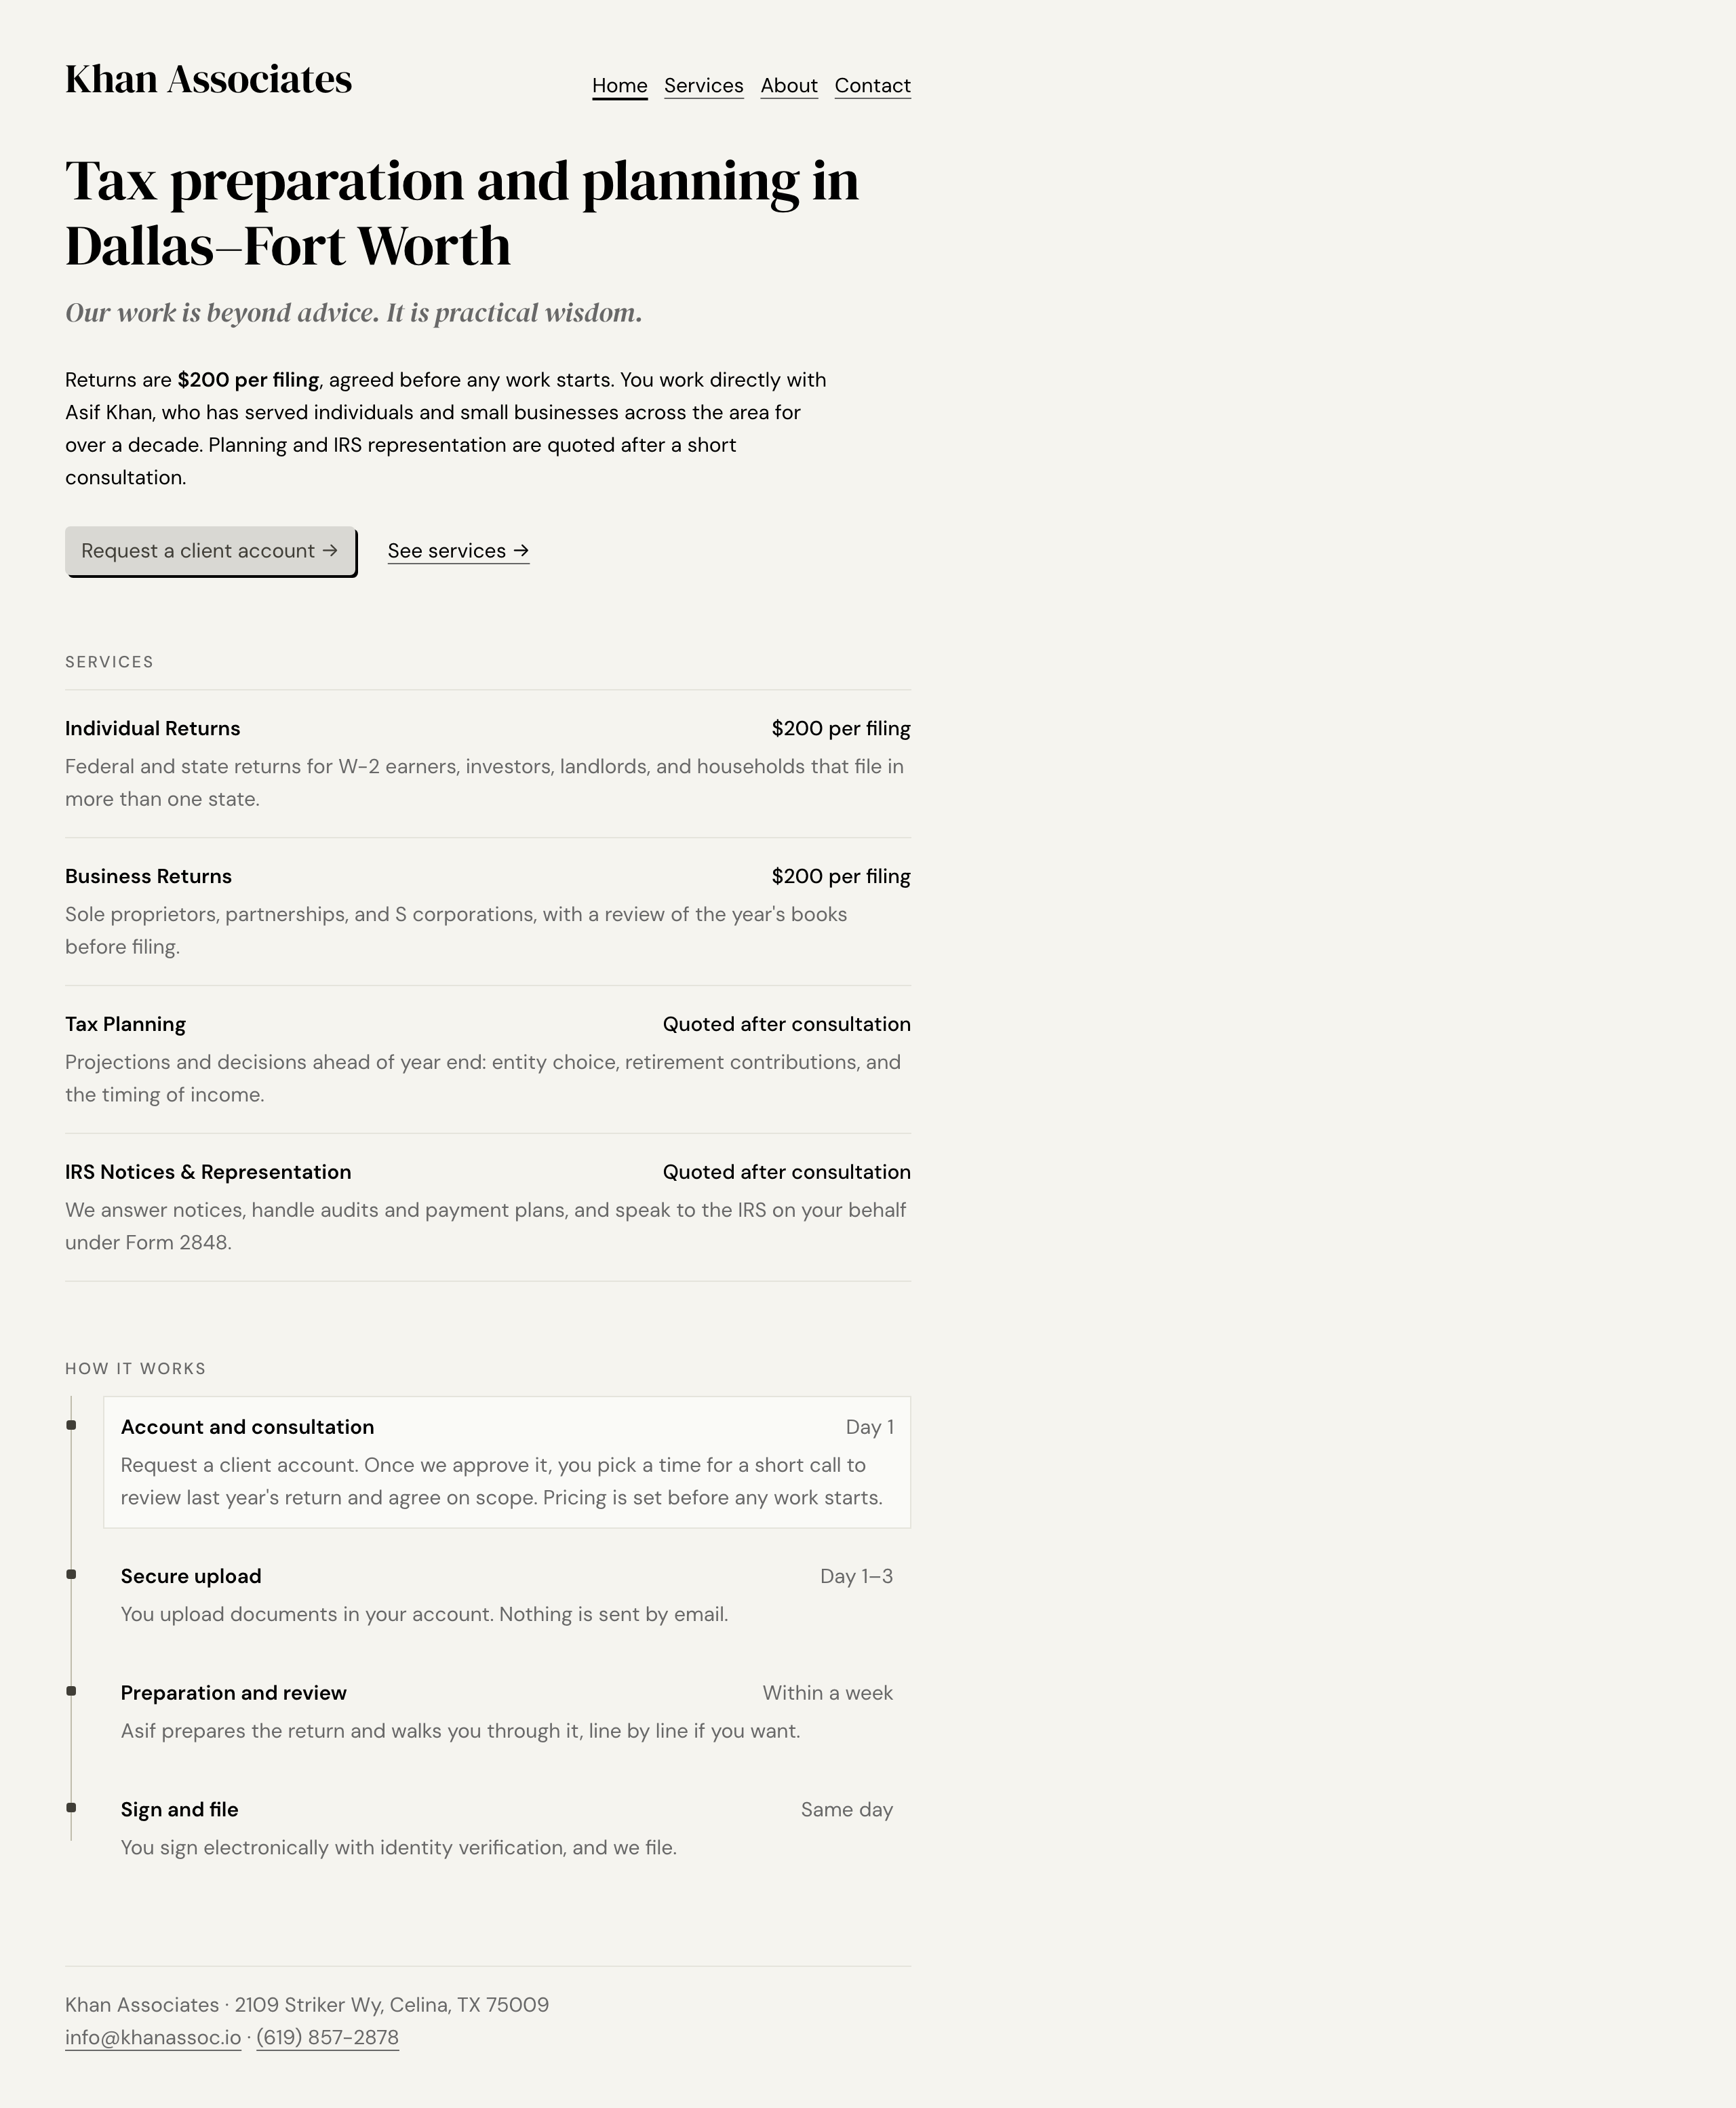 Khan Associates
Home Services About Contact
Tax preparation and planning in
Dallas–Fort Worth
Our work is beyond advice. It is practical wisdom.
Returns are $200 per filing, agreed before any work starts. You work directly with
Asif Khan, who has served individuals and small businesses across the area for
over a decade. Planning and IRS representation are quoted after a short
consultation.
Request a client account → See services →
SERVICES
Individual Returns $200 per filing
Federal and state returns for W-2 earners, investors, landlords, and households that file in
more than one state.
Business Returns $200 per filing
Sole proprietors, partnerships, and S corporations, with a review of the year's books
before filing.
Tax Planning Quoted after consultation
Projections and decisions ahead of year end: entity choice, retirement contributions, and
the timing of income.
IRS Notices & Representation Quoted after consultation
We answer notices, handle audits and payment plans, and speak to the IRS on your behalf
under Form 2848.
HOW IT WORKS
Account and consultation Day 1
Request a client account. Once we approve it, you pick a time for a short call to
review last year's return and agree on scope. Pricing is set before any work starts.
Secure upload Day 1–3
You upload documents in your account. Nothing is sent by email.
Preparation and review Within a week
Asif prepares the return and walks you through it, line by line if you want.
Sign and file Same day
You sign electronically with identity verification, and we file.
Khan Associates · 2109 Striker Wy, Celina, TX 75009
info@khanassoc.io · (619) 857-2878